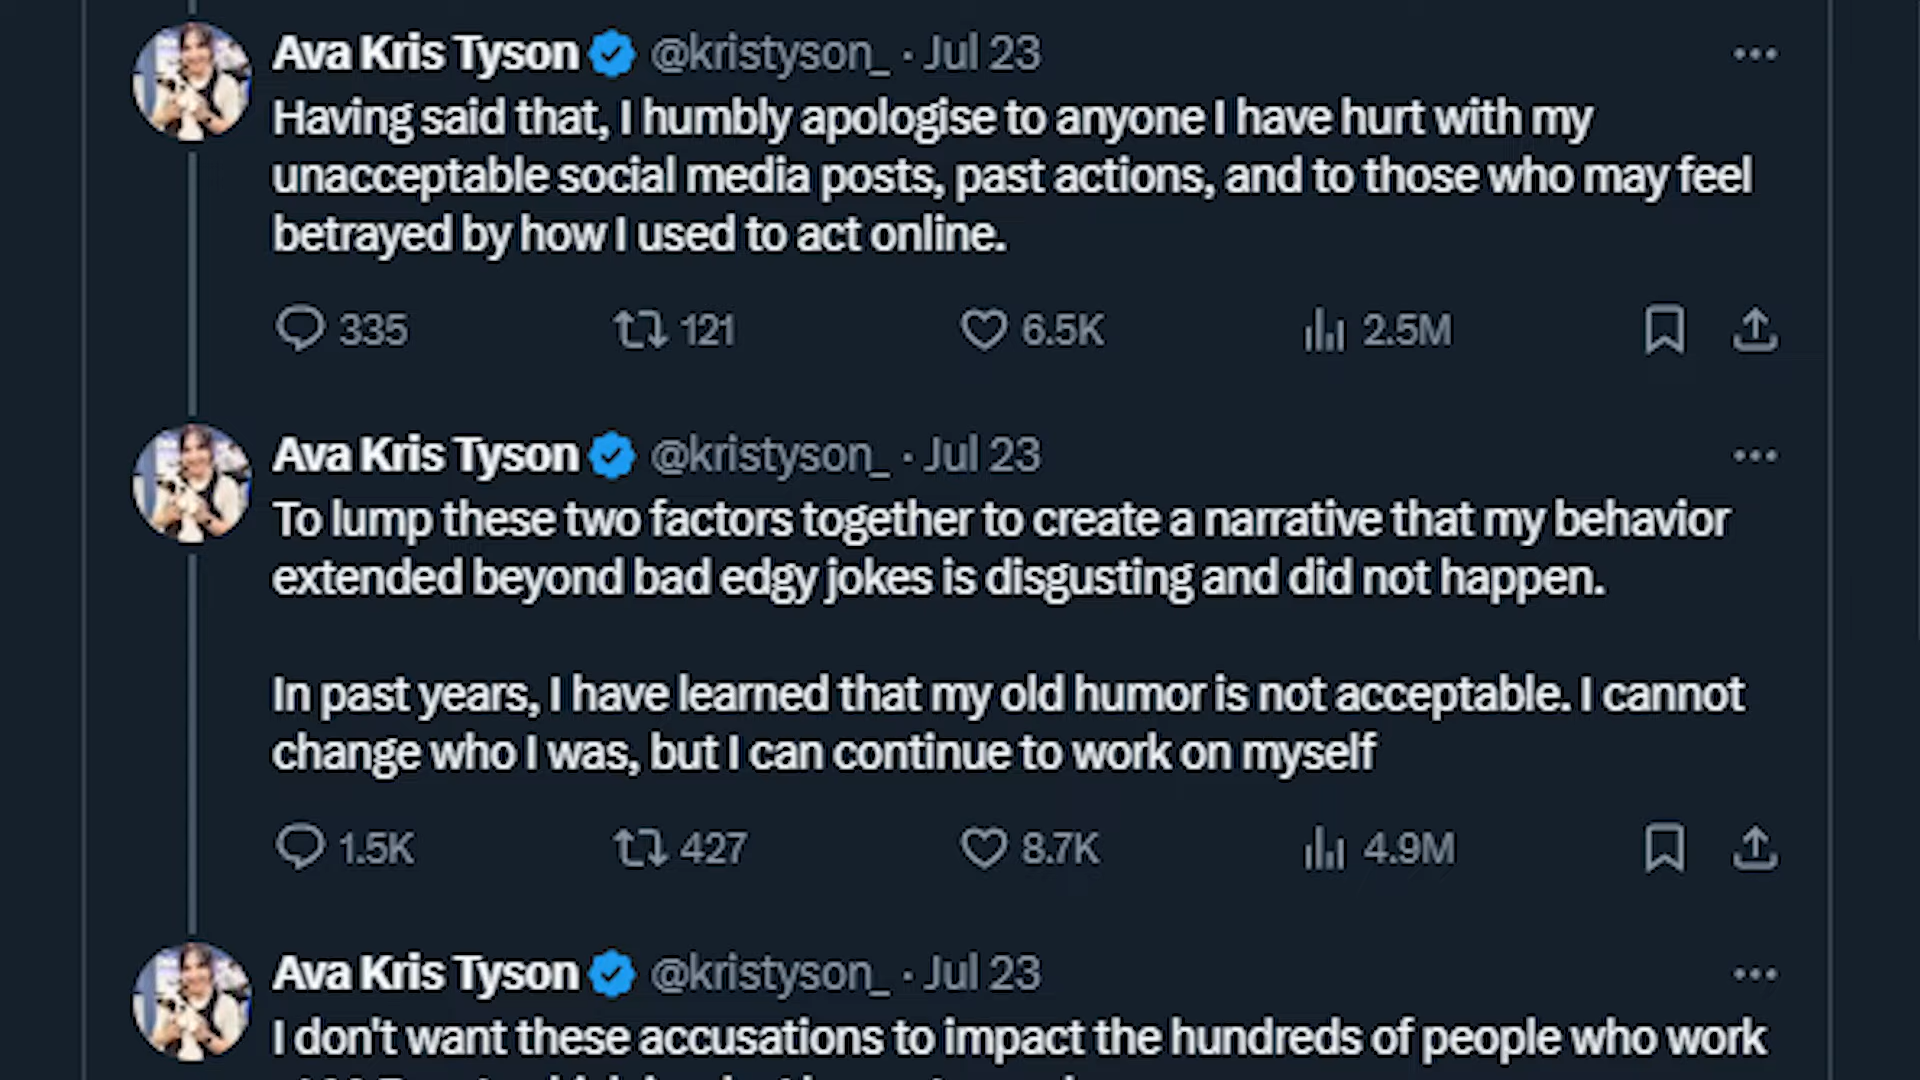 Ava Kris Tyson @kristyson_ · Jul 23
Having said that, I humbly apologise to anyone I have hurt with my
unacceptable social media posts, past actions, and to those who may feel
betrayed by how I used to act online.
335 121 6.5K 2.5M
Ava Kris Tyson @kristyson_ · Jul 23
To lump these two factors together to create a narrative that my behavior
extended beyond bad edgy jokes is disgusting and did not happen.
In past years, I have learned that my old humor is not acceptable. I cannot
change who I was, but I can continue to work on myself
1.5K 427 8.7K 4.9M
Ava Kris Tyson @kristyson_ · Jul 23
I don't want these accusations to impact the hundreds of people who work